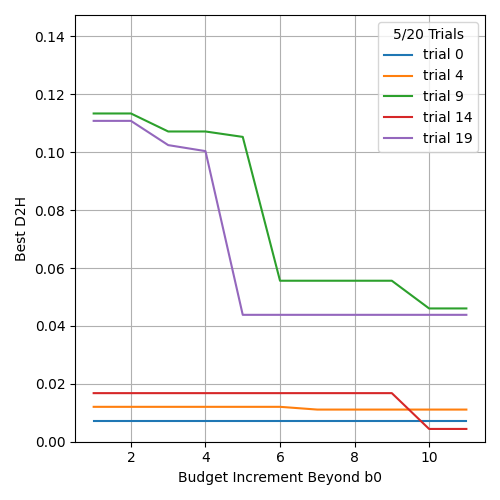 5/20 Trials
trial 0
trial 4
trial 9
trial 14
trial 19
0.14
0.12
0.10
0.08
0.06
0.04
0.02
0.00
Best D2H
2 4 6 8 10
Budget Increment Beyond b0